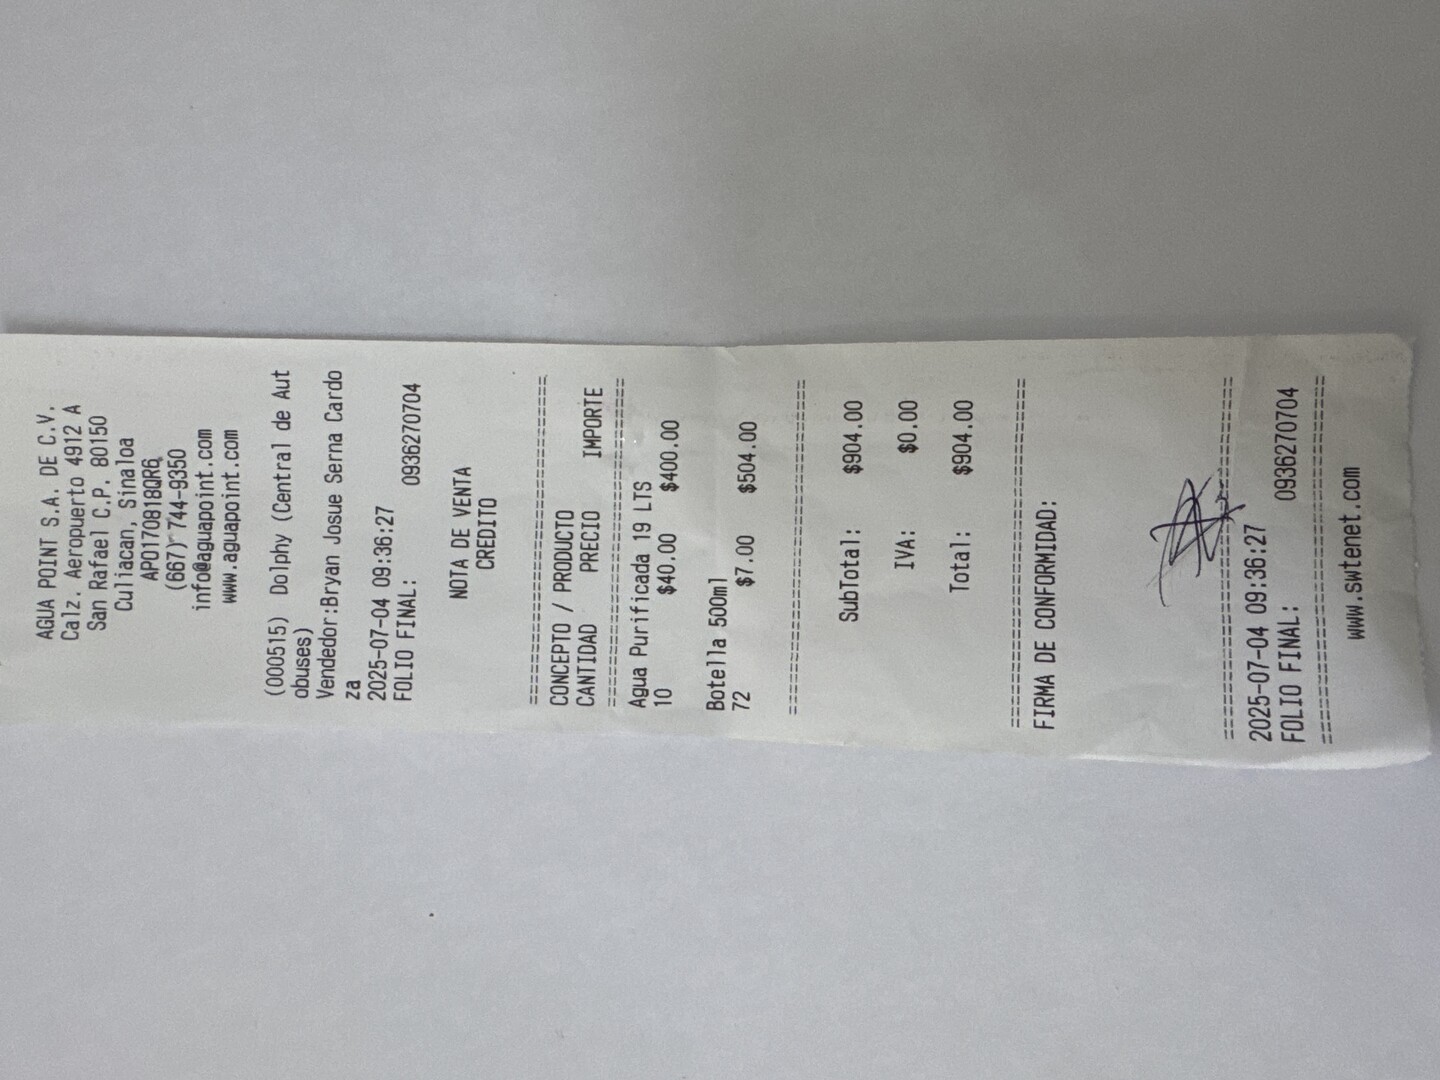 AGUA POINT S.A. DE C.V.
Calz. Aeropuerto 4912 A
San Rafael C.P. 80150
Culiacan, Sinaloa
APO170818QR6
(667) 744-9350
info@aguapoint.com
www.aguapoint.com
(000515) Dolphy (Central de Aut
obuses)
Vendedor:Bryan Josue Serna Cardo
za
2025-07-04 09:36:27
FOLIO FINAL: 0936270704
NOTA DE VENTA
CREDITO
================================
CONCEPTO / PRODUCTO
CANTIDAD PRECIO IMPORTE
================================
Agua Purificada 19 LTS
10 $40.00 $400.00
Botella 500ml
72 $7.00 $504.00
================================
SubTotal: $904.00
IVA: $0.00
Total: $904.00
================================
FIRMA DE CONFORMIDAD:
================================
2025-07-04 09:36:27
FOLIO FINAL: 0936270704
================================
www.swtenet.com